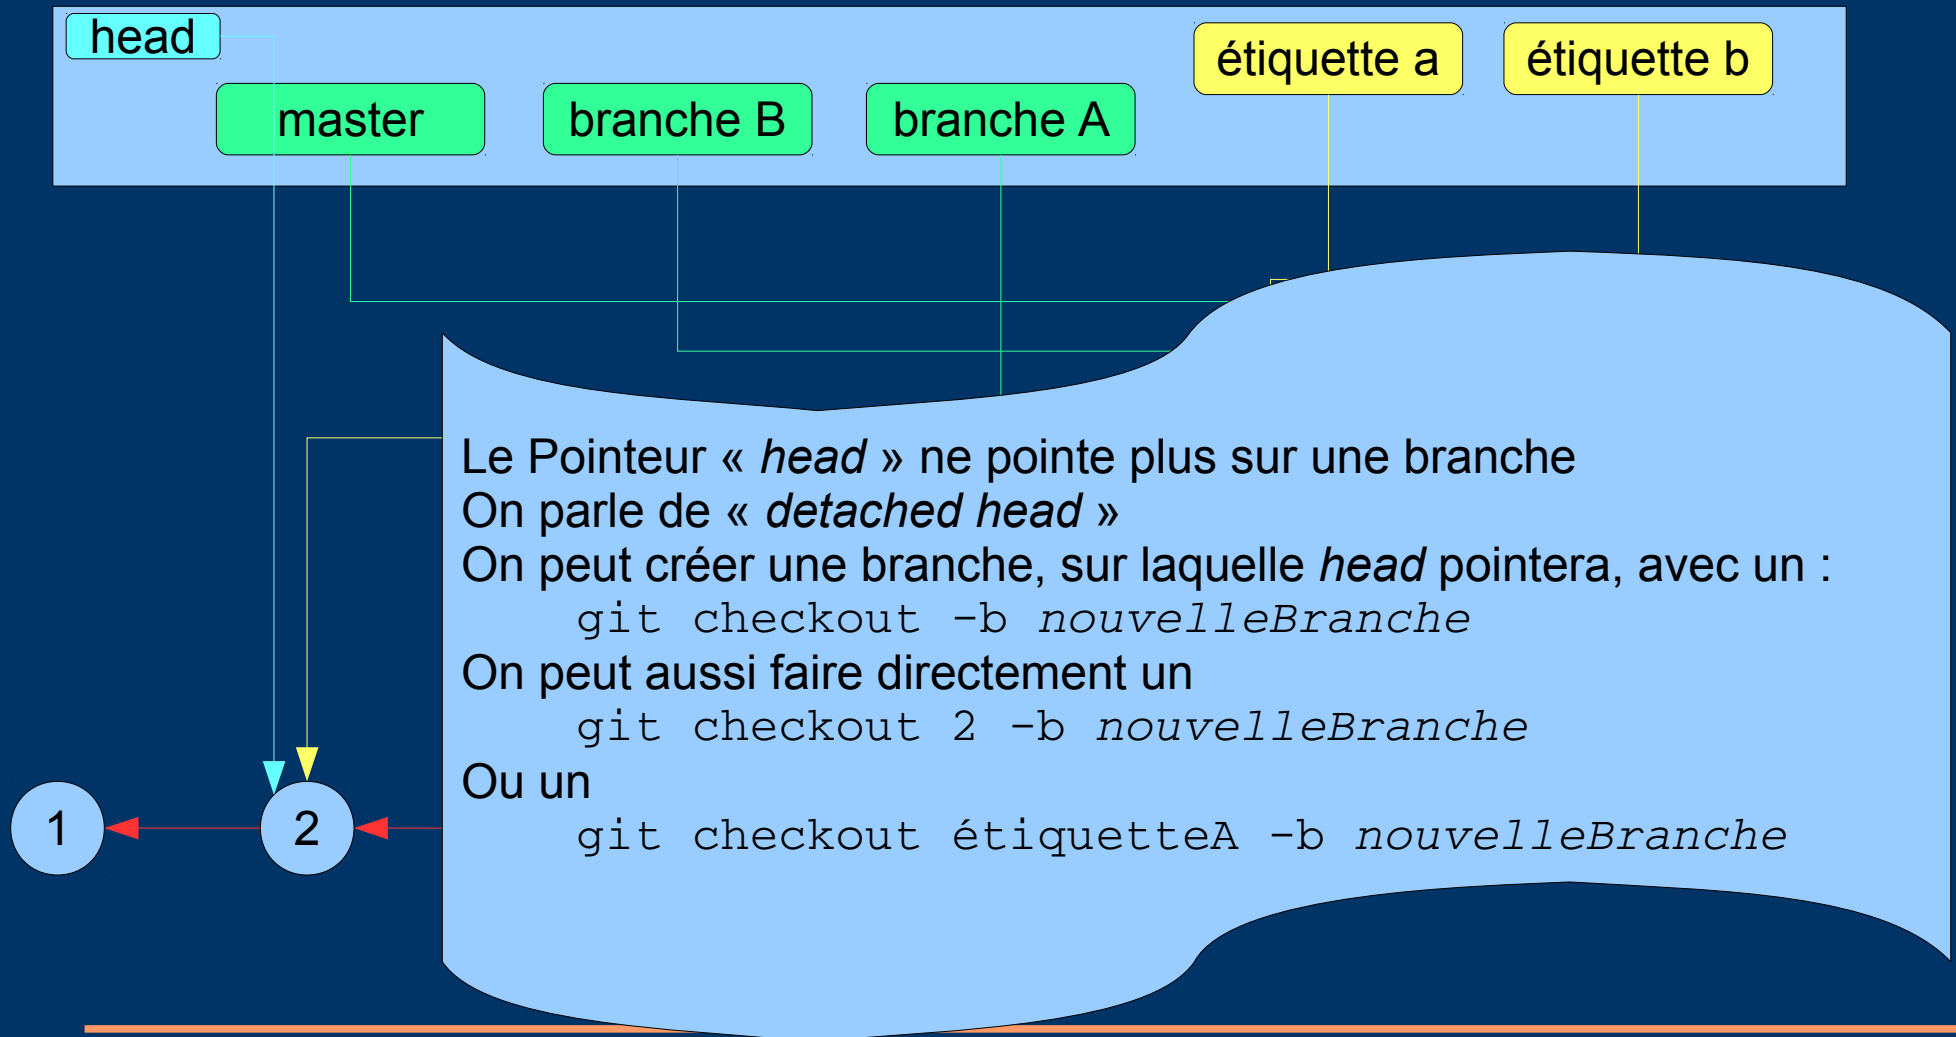 head
étiquette a
étiquette b
master
branche B
branche A
Le Pointeur « head » ne pointe plus sur une branche
On parle de « detached head »
On peut créer une branche, sur laquelle head pointera, avec un :
git checkout -b nouvelleBranche
On peut aussi faire directement un
git checkout 2 -b nouvelleBranche
Ou un
git checkout étiquetteA -b nouvelleBranche
1
2